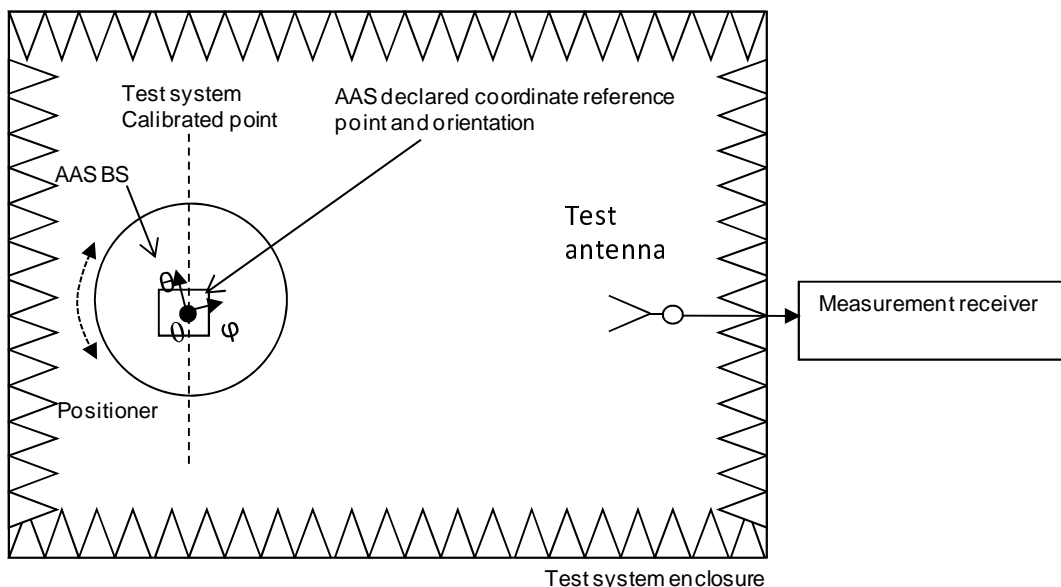 Test system
Calibrated point
AAS declared coordinate reference
point and orientation
AAS BS
Test
antenna
θ
0
φ
Measurement receiver
Positioner
Test system enclosure